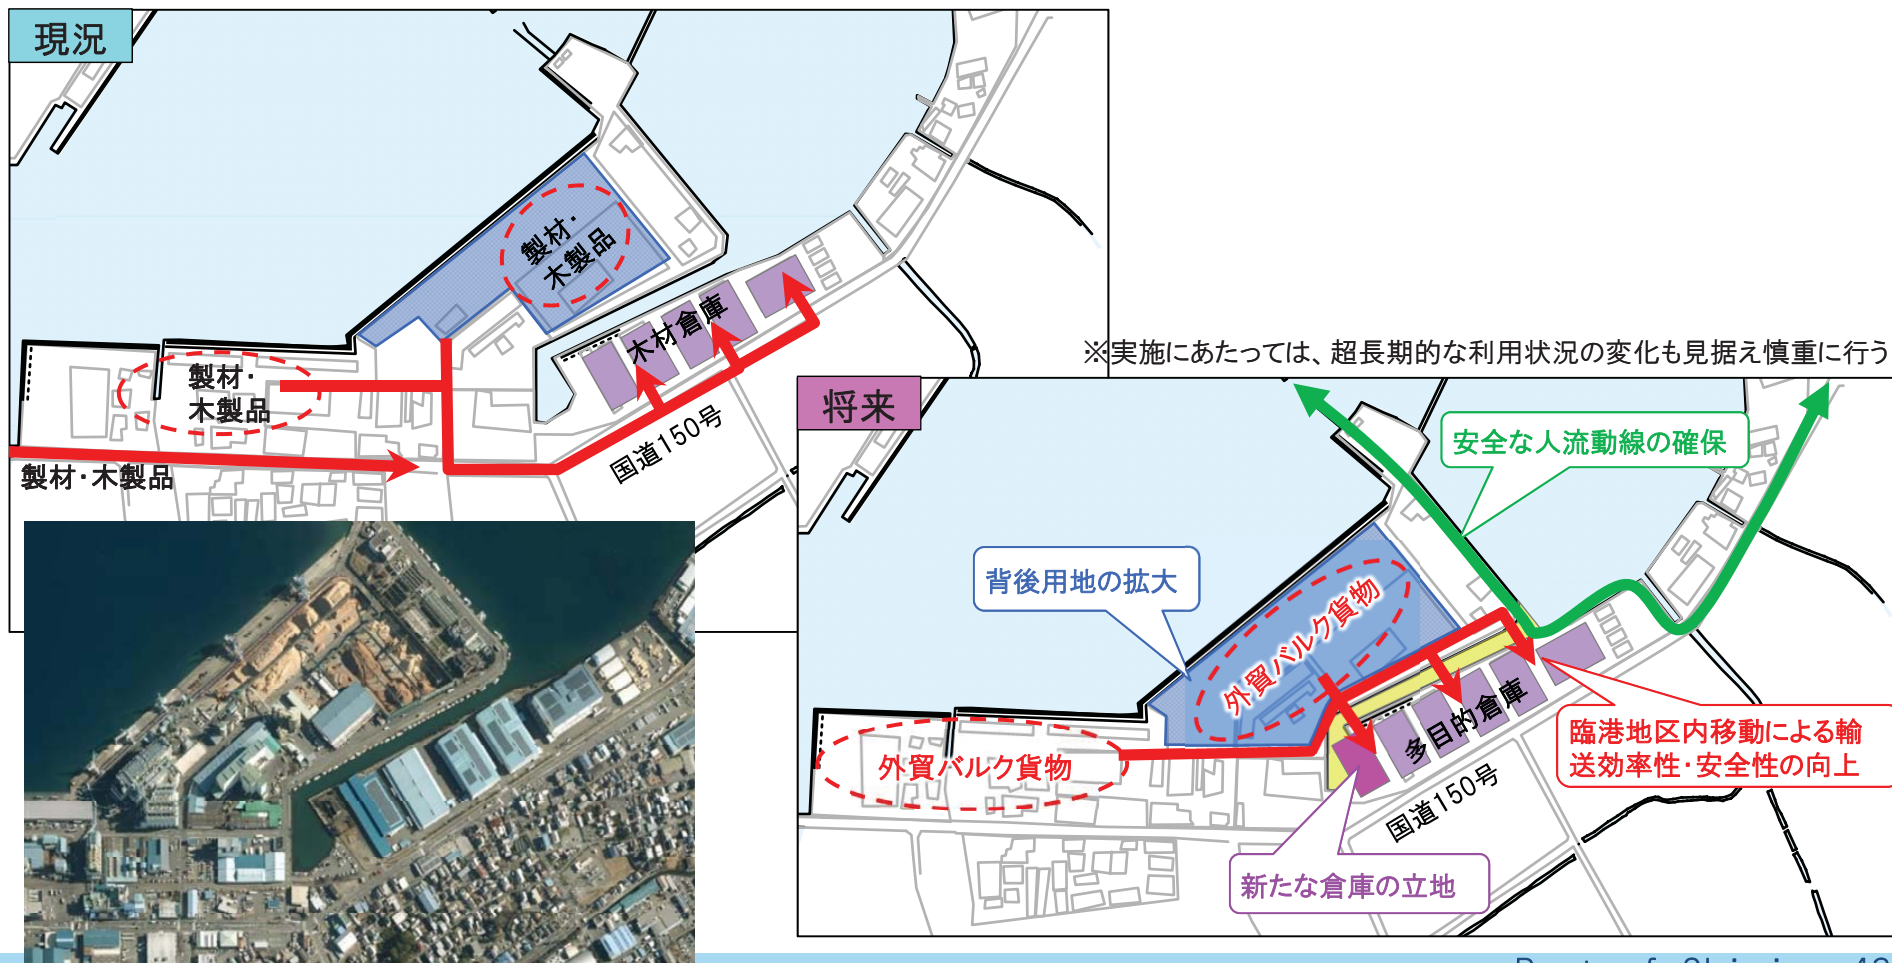 現況
製材・
木製品
木材倉庫
製材・
木製品
国道150号
製材・木製品
※実施にあたっては、超長期的な利用状況の変化も見据え慎重に行う
将来
安全な人流動線の確保
背後用地の拡大
外貿バルク貨物
多目的倉庫
外貿バルク貨物
臨港地区内移動による輸
送効率性・安全性の向上
国道150号
新たな倉庫の立地